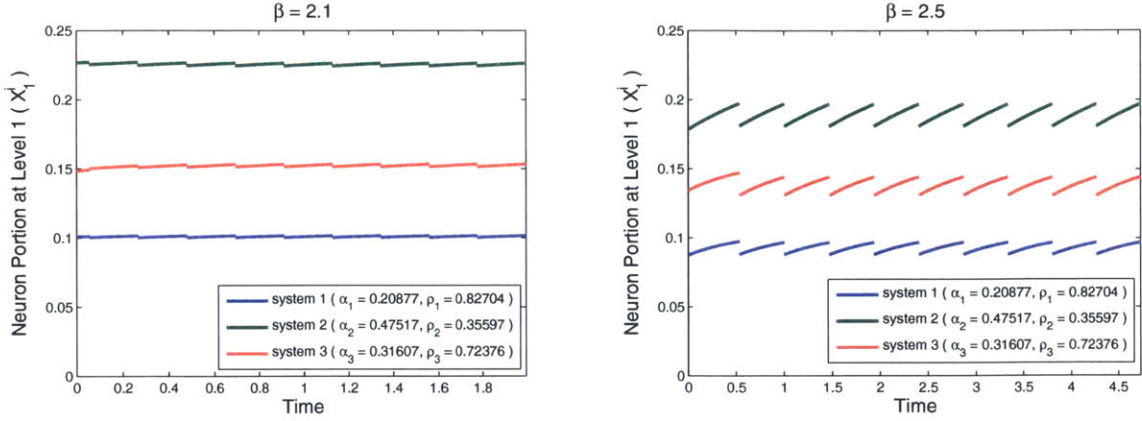 β = 2.1
0.25
0.2
0.15
0.1
0.05
0
Neuron Portion at Level 1 ( X₁ⁱ )
0 0.2 0.4 0.6 0.8 1 1.2 1.4 1.6 1.8
Time
system 1 ( α₁ = 0.20877, ρ₁ = 0.82704 )
system 2 ( α₂ = 0.47517, ρ₂ = 0.35597 )
system 3 ( α₃ = 0.31607, ρ₃ = 0.72376 )
β = 2.5
0.25
0.2
0.15
0.1
0.05
0
Neuron Portion at Level 1 ( X₁ⁱ )
0 0.5 1 1.5 2 2.5 3 3.5 4 4.5
Time
system 1 ( α₁ = 0.20877, ρ₁ = 0.82704 )
system 2 ( α₂ = 0.47517, ρ₂ = 0.35597 )
system 3 ( α₃ = 0.31607, ρ₃ = 0.72376 )